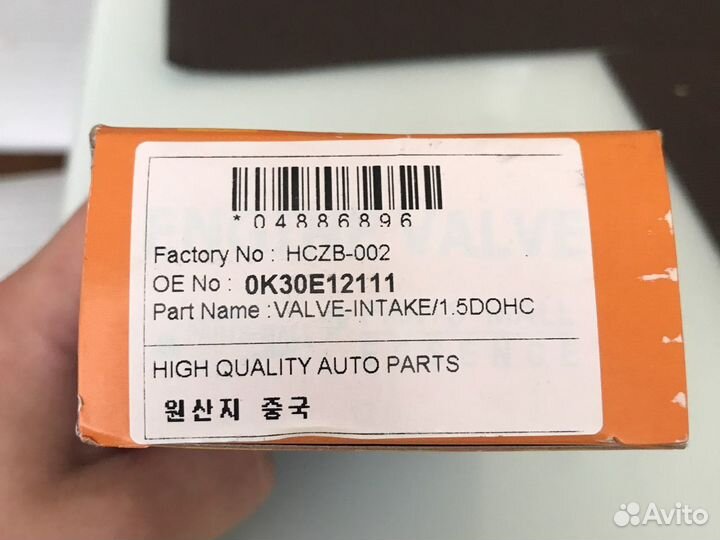 *04886896
Factory No : HCZB-002
OE No : 0K30E12111
Part Name :VALVE-INTAKE/1.5DOHC
HIGH QUALITY AUTO PARTS
원산지 중국
Avito